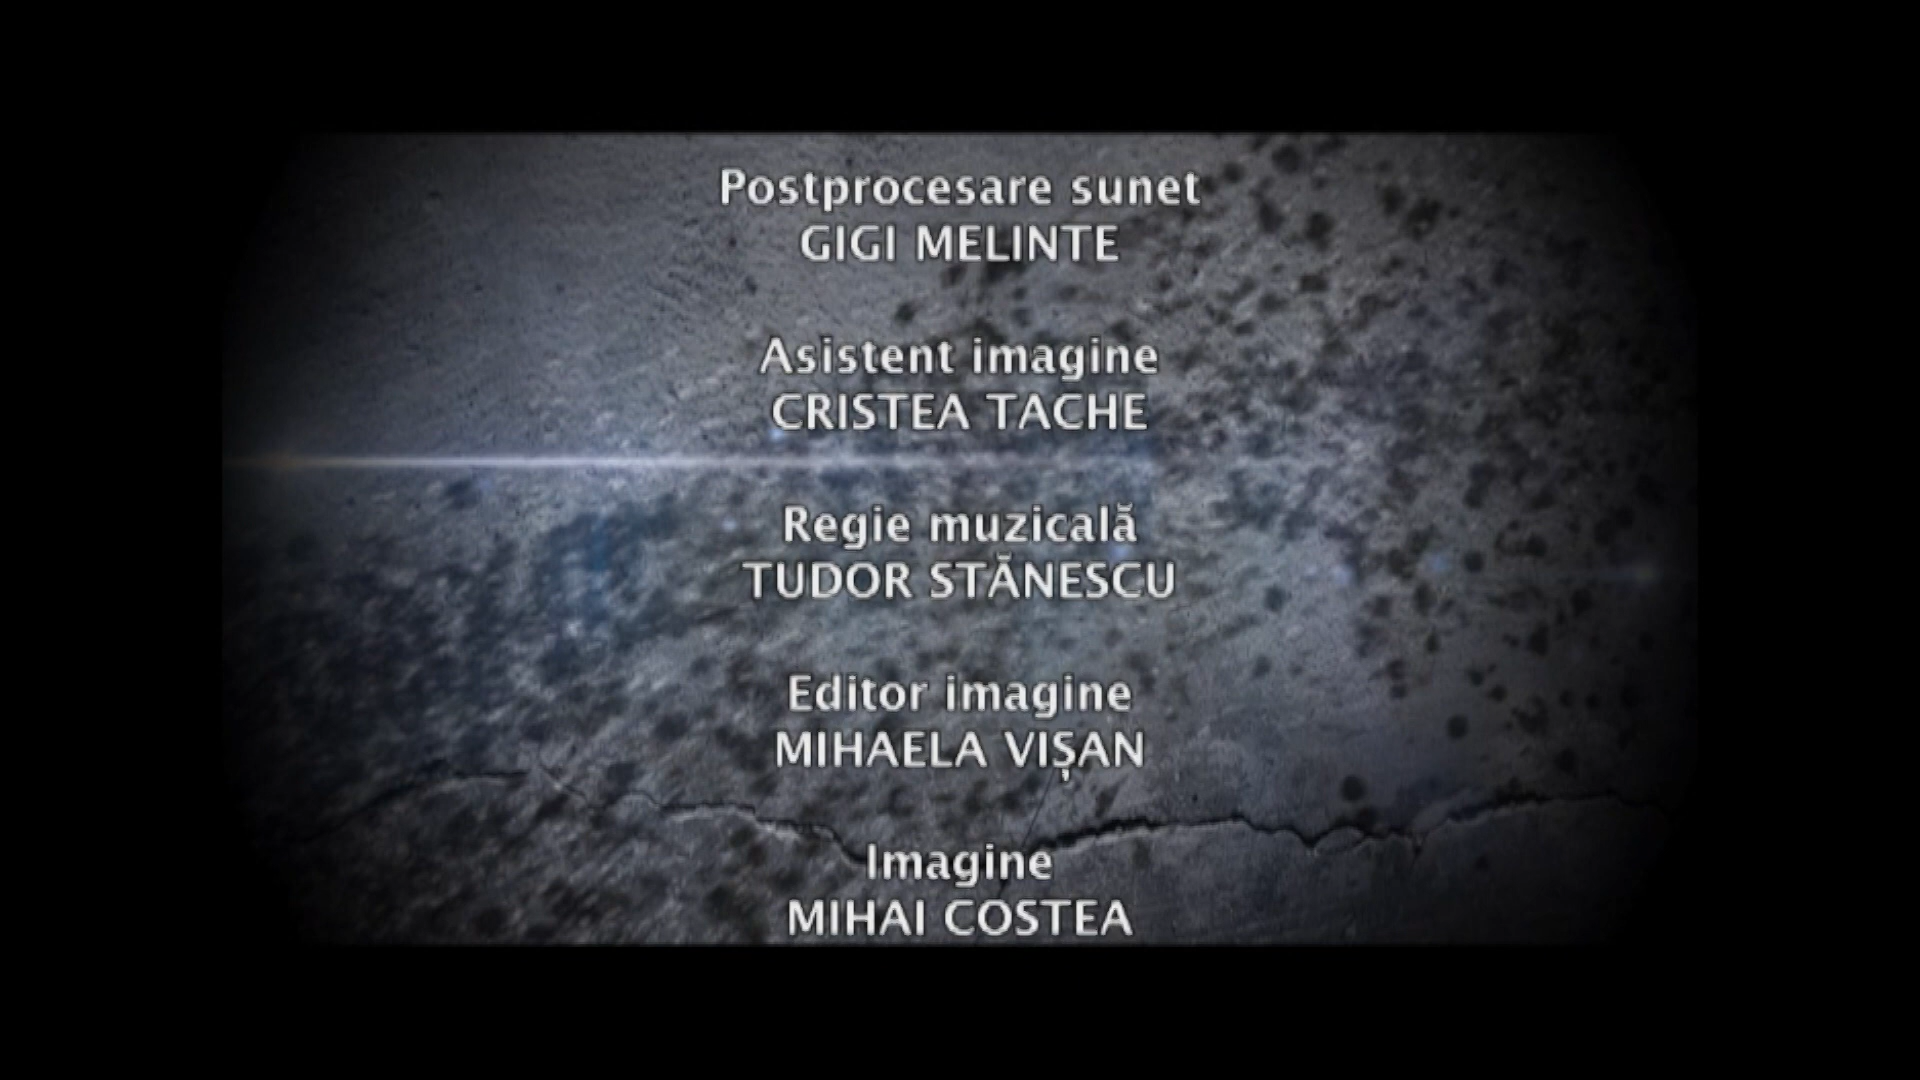 Postprocesare sunet
GIGI MELINTE
Asistent imagine
CRISTEA TACHE
Regie muzicală
TUDOR STĂNESCU
Editor imagine
MIHAELA VIȘAN
Imagine
MIHAI COSTEA